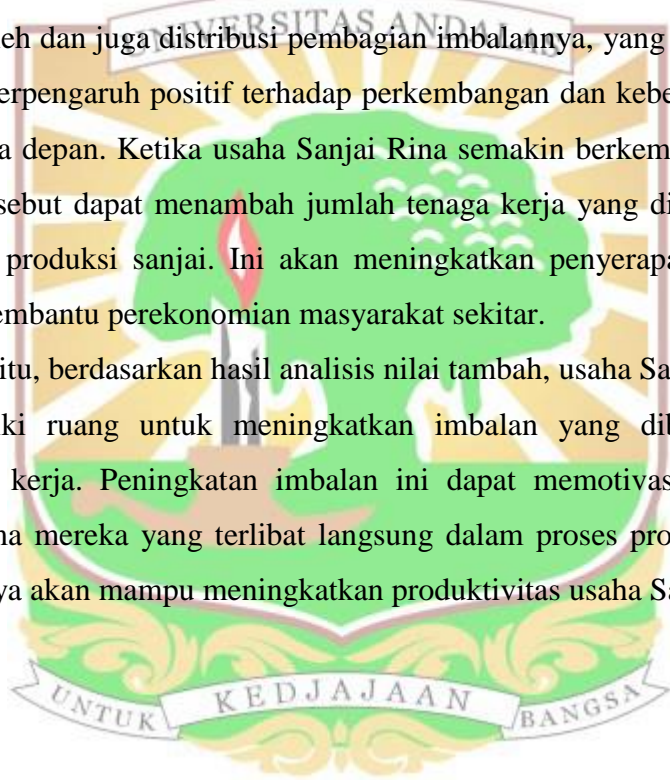 UNIVERSITAS ANDALAS
eh dan juga distribusi pembagian imbalannya, yang
erpengaruh positif terhadap perkembangan dan kebe
a depan. Ketika usaha Sanjai Rina semakin berkem
sebut dapat menambah jumlah tenaga kerja yang di
produksi sanjai. Ini akan meningkatkan penyerapa
embantu perekonomian masyarakat sekitar.
itu, berdasarkan hasil analisis nilai tambah, usaha Sa
ki ruang untuk meningkatkan imbalan yang dib
kerja. Peningkatan imbalan ini dapat memotivas
na mereka yang terlibat langsung dalam proses pro
ya akan mampu meningkatkan produktivitas usaha Sa
UNTUK KEDJAJAAN BANGSA